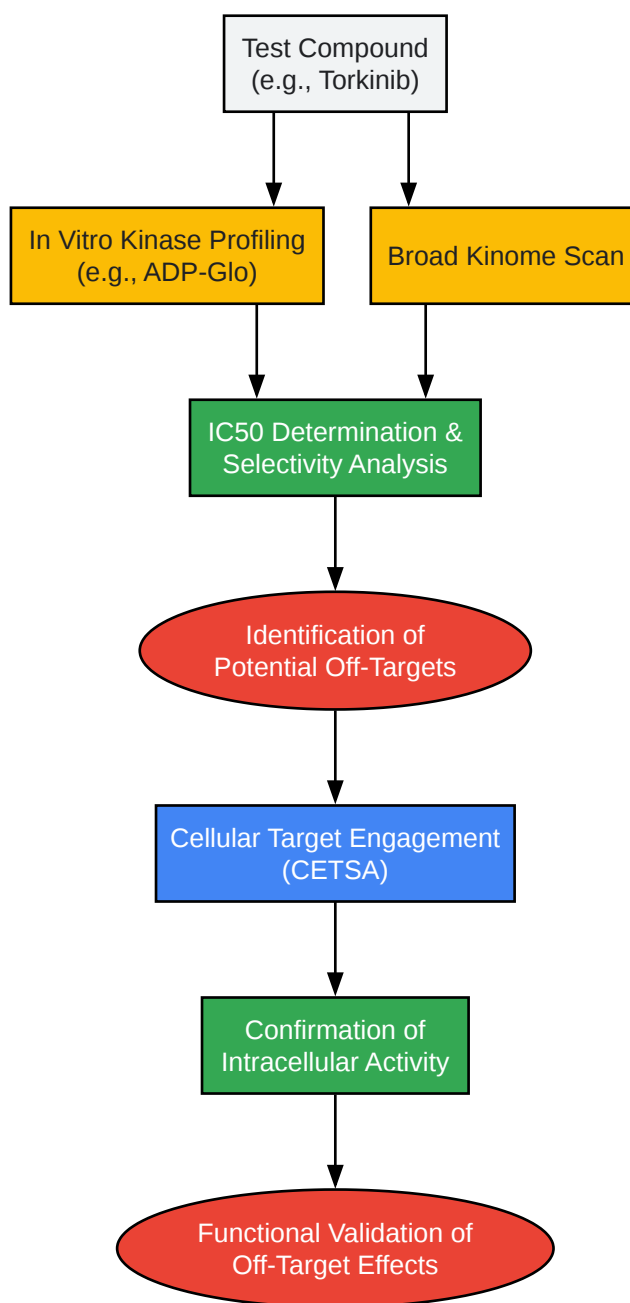 Test Compound
(e.g., Torkinib)
In Vitro Kinase Profiling
(e.g., ADP-Glo)
Broad Kinome Scan
IC50 Determination &
Selectivity Analysis
Identification of
Potential Off-Targets
Cellular Target Engagement
(CETSA)
Confirmation of
Intracellular Activity
Functional Validation of
Off-Target Effects